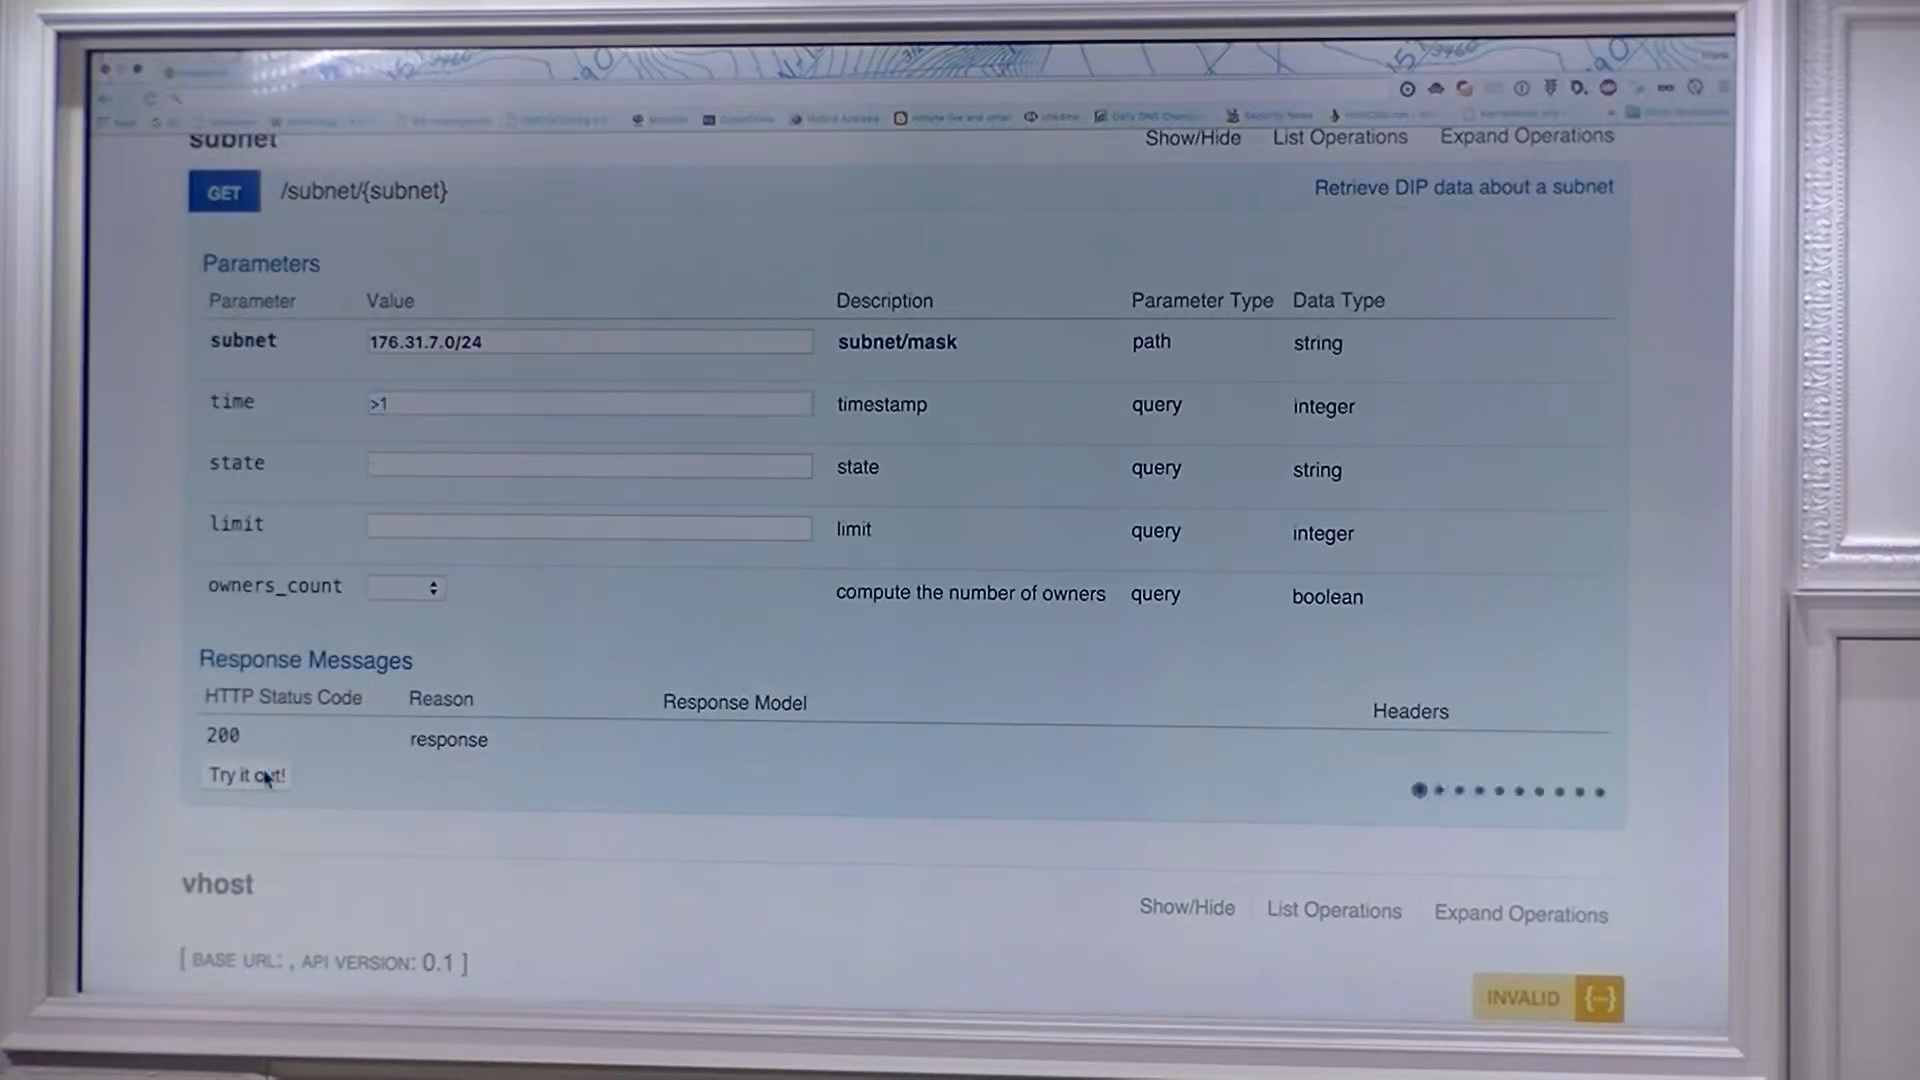 subnet
Show/Hide List Operations Expand Operations
GET /subnet/{subnet} Retrieve DIP data about a subnet
Parameters
Parameter Value Description Parameter Type Data Type
subnet 176.31.7.0/24 subnet/mask path string
time >1 timestamp query integer
state state query string
limit limit query integer
owners_count compute the number of owners query boolean
Response Messages
HTTP Status Code Reason Response Model Headers
200 response
Try it out!
vhost
Show/Hide List Operations Expand Operations
[ BASE URL: , API VERSION: 0.1 ]
INVALID {...}